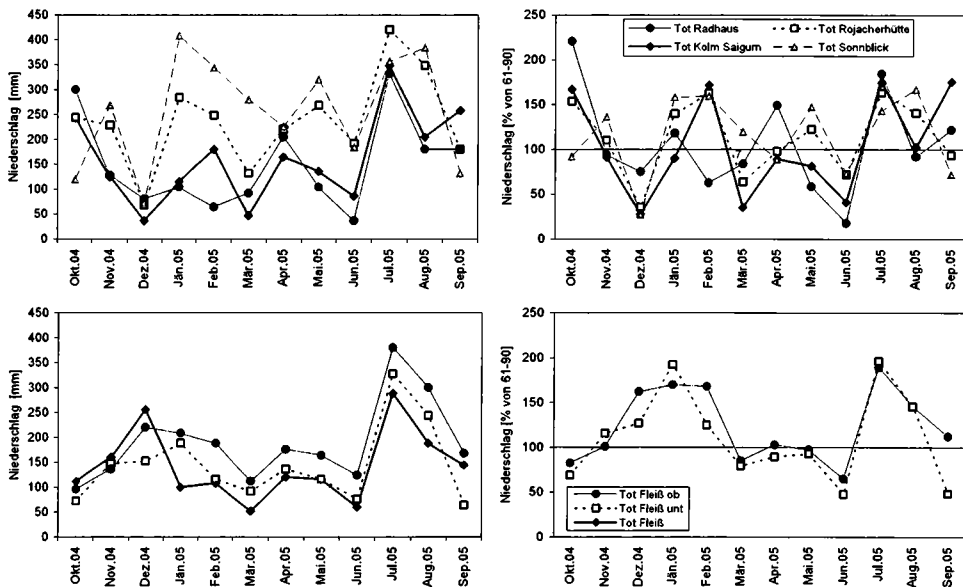 Niederschlag [mm]
450
400
350
300
250
200
150
100
50
0
Okt.04
Nov.04
Dez.04
Jän.05
Feb.05
Mär.05
Apr.05
Mai.05
Jun.05
Jul.05
Aug.05
Sep.05
Niederschlag [% von 61-90]
250
200
150
100
50
0
Tot Radhaus
Tot Rojacherhütte
Tot Kolm Saigurn
Tot Sonnblick
Okt.04
Nov.04
Dez.04
Jän.05
Feb.05
Mär.05
Apr.05
Mai.05
Jun.05
Jul.05
Aug.05
Sep.05
Niederschlag [mm]
450
400
350
300
250
200
150
100
50
0
Okt.04
Nov.04
Dez.04
Jän.05
Feb.05
Mär.05
Apr.05
Mai.05
Jun.05
Jul.05
Aug.05
Sep.05
Niederschlag [% von 61-90]
250
200
150
100
50
0
Tot Fleiß ob
Tot Fleiß unt
Tot Fleiß
Okt.04
Nov.04
Dez.04
Jän.05
Feb.05
Mär.05
Apr.05
Mai.05
Jun.05
Jul.05
Aug.05
Sep.05